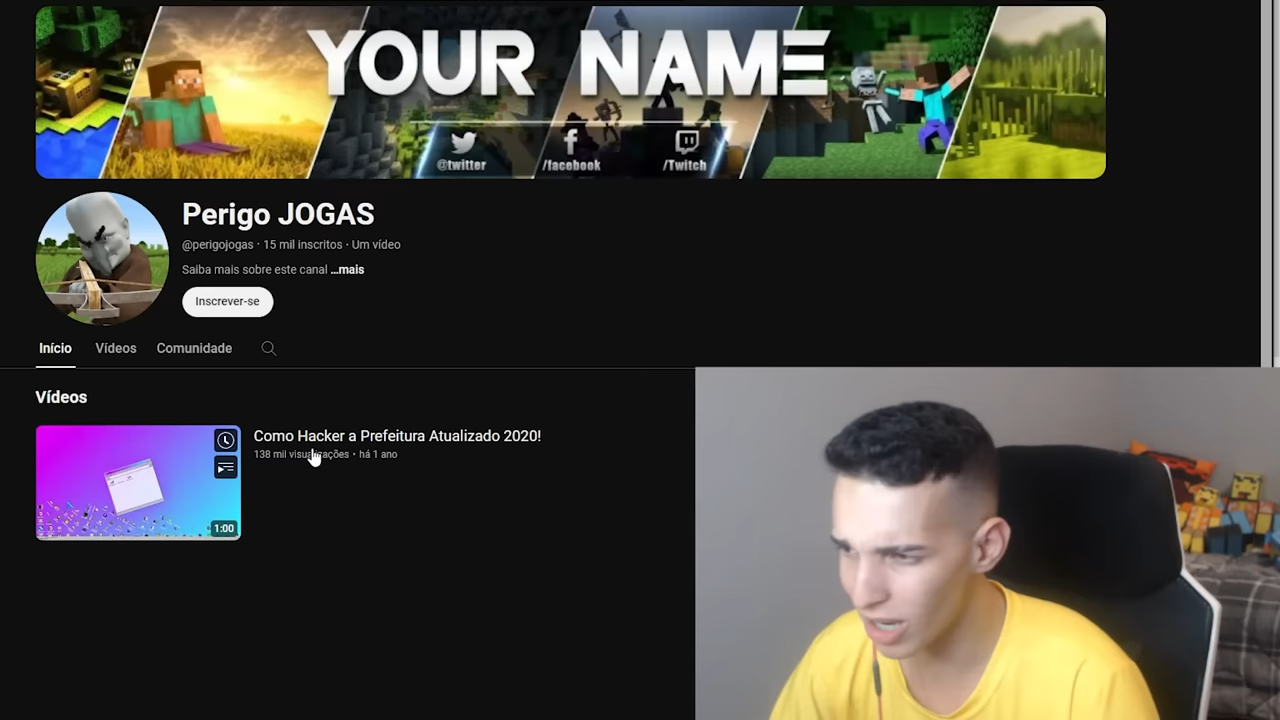 YOUR NAME
@twitter
/facebook
/Twitch
Perigo JOGAS
@perigojogas · 15 mil inscritos · Um vídeo
Saiba mais sobre este canal ...mais
Inscrever-se
Início
Vídeos
Comunidade
Vídeos
Como Hacker a Prefeitura Atualizado 2020!
138 mil visualizações · há 1 ano
1:00